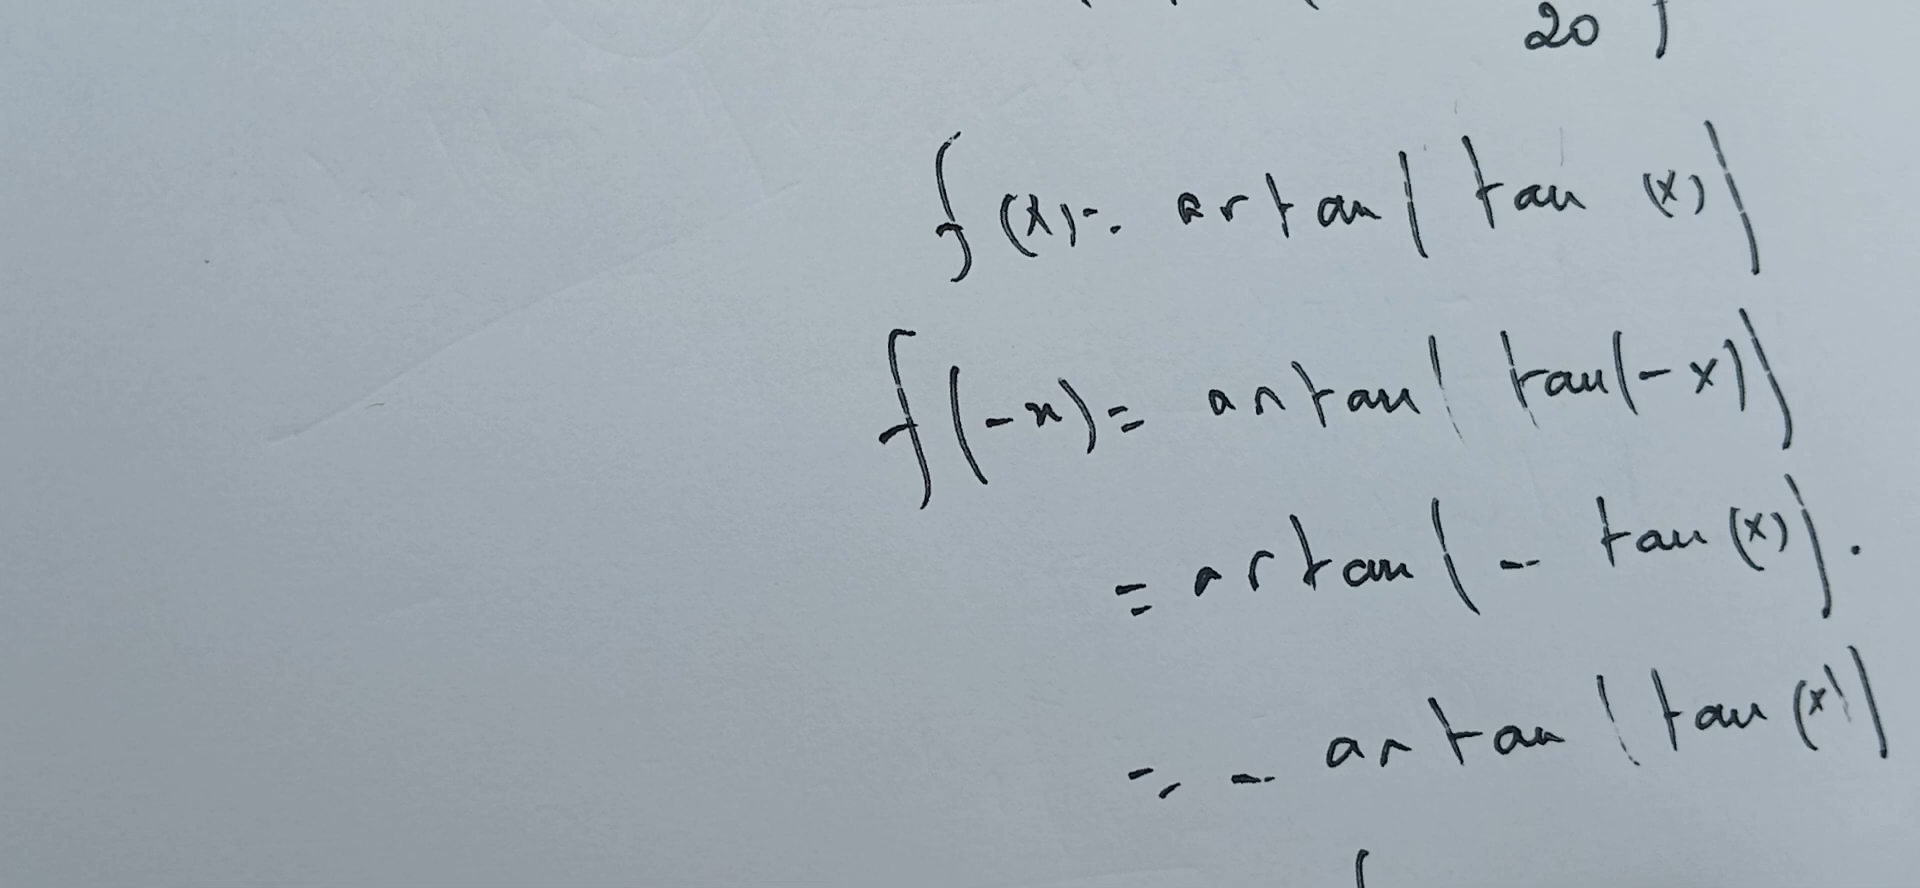 20 )
f(x) = artan(tan (x))
f(-x) = artan(tan(-x))
= artan(- tan (x)).
= - artan(tan (x))